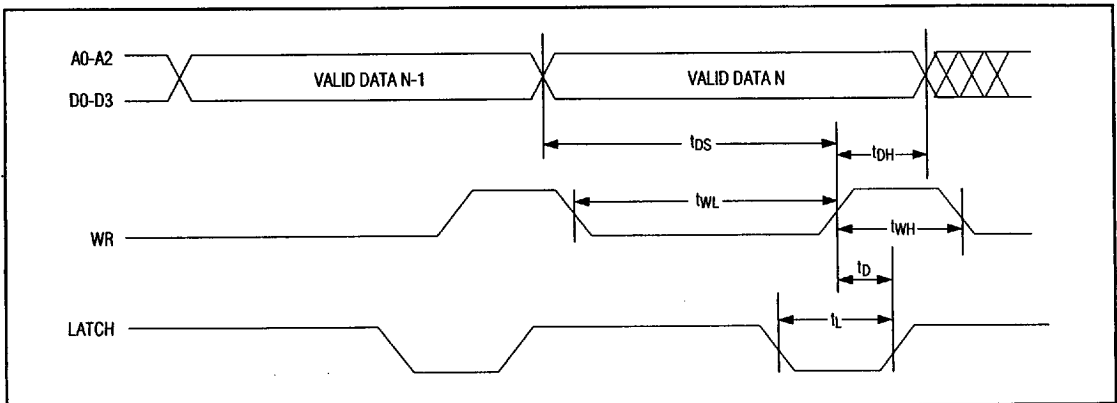 A0-A2
VALID DATA N-1
VALID DATA N
D0-D3
tDS
tDH
tWL
WR
tWH
tD
LATCH
tL